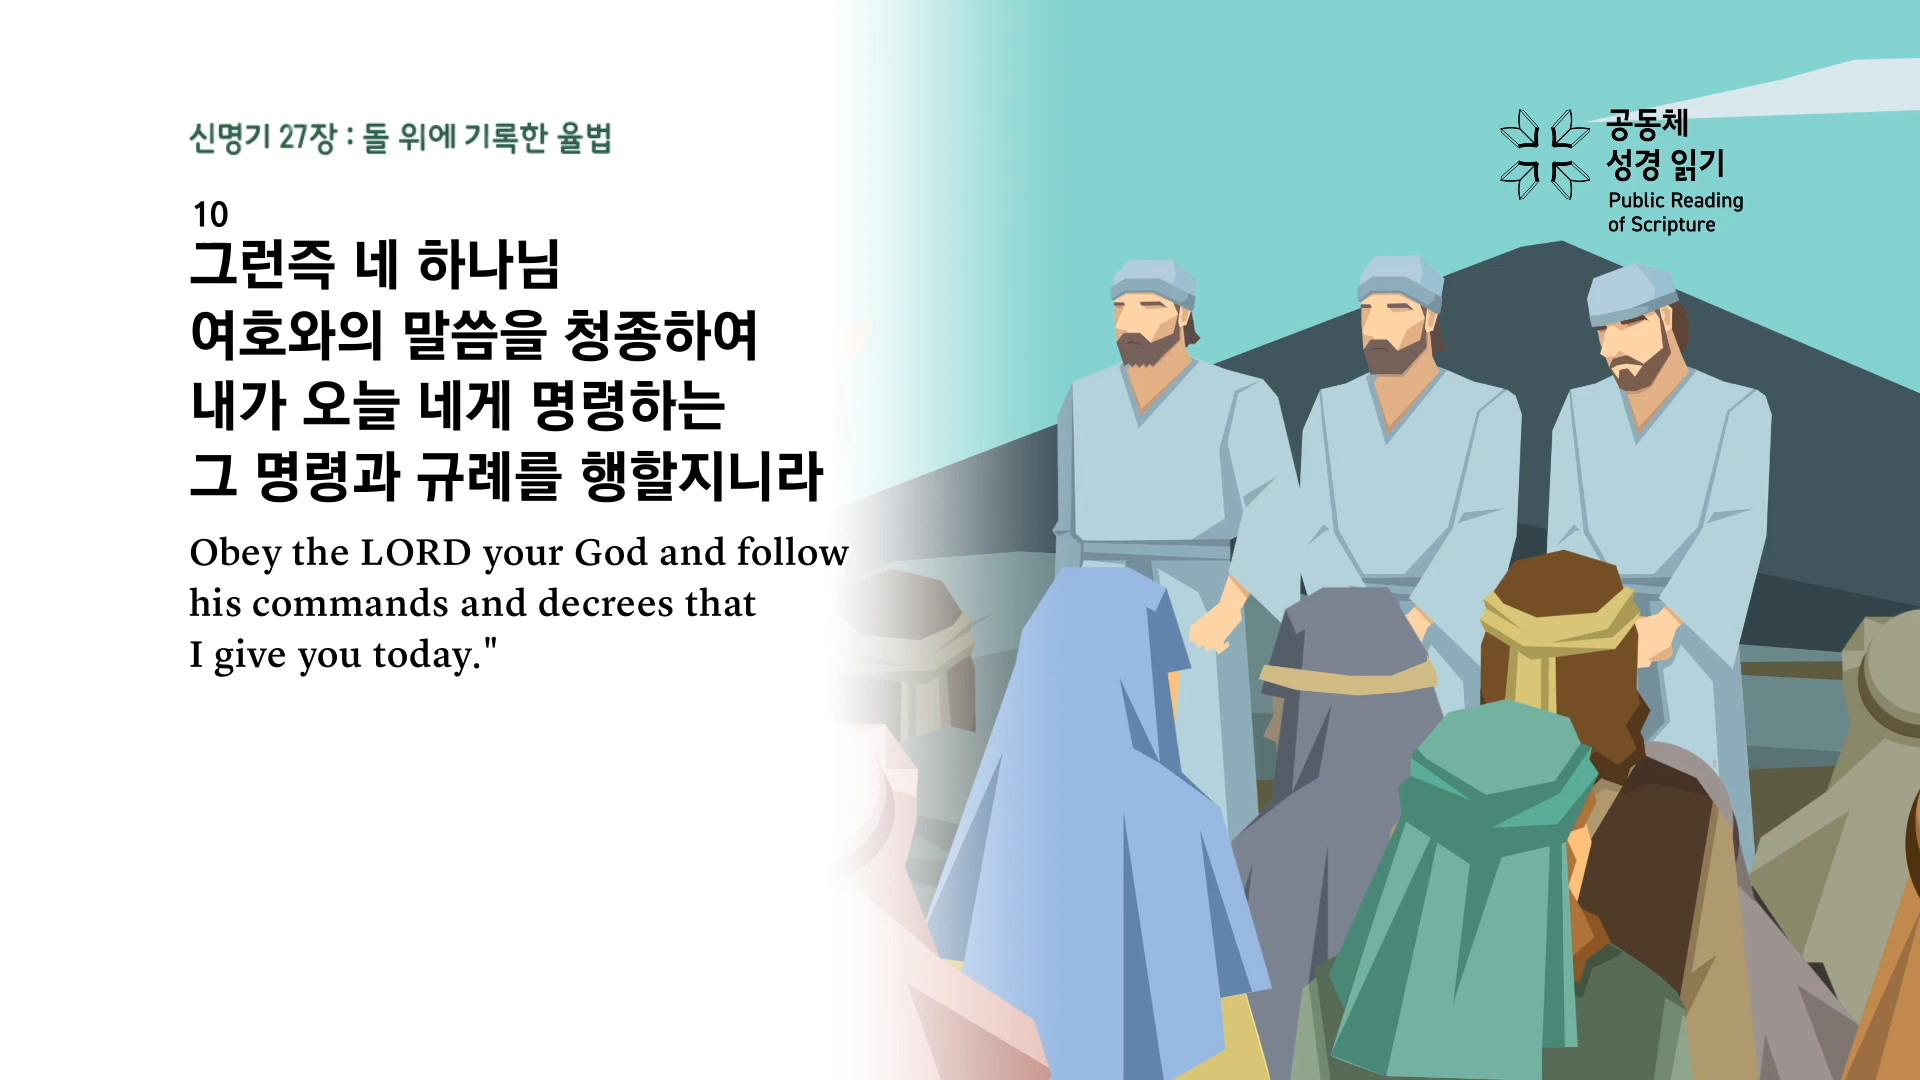 신명기 27장 : 돌 위에 기록한 율법
10
그런즉 네 하나님
여호와의 말씀을 청종하여
내가 오늘 네게 명령하는
그 명령과 규례를 행할지니라
Obey the LORD your God and follow
his commands and decrees that
I give you today."
공동체
성경 읽기
Public Reading
of Scripture